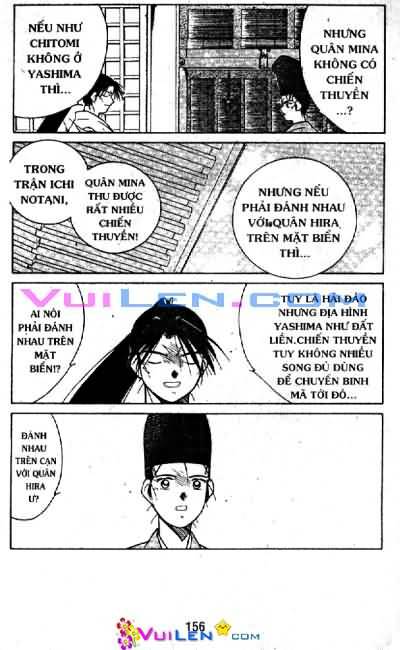 NẾU NHƯ
CHITOMI
KHÔNG Ở
YASHIMA
THÌ...
NHƯNG
QUÂN MINA
KHÔNG CÓ
CHIẾN
THUYỀN
...?
TRONG
TRẬN ICHI
NOTANI,
QUÂN MINA
THU ĐƯỢC
RẤT NHIỀU
CHIẾN
THUYỀN!
NHƯNG NẾU
PHẢI ĐÁNH NHAU
VỚI QUÂN HIRA
TRÊN MẶT BIỂN
THÌ...
VUILEN.COM
AI NÓI
PHẢI ĐÁNH
NHAU TRÊN
MẶT
BIỂN!?
TUY LÀ HẢI ĐẢO
NHƯNG ĐỊA HÌNH
YASHIMA NHƯ ĐẤT
LIỀN.CHIẾN THUYỀN
TUY KHÔNG NHIỀU
SONG ĐỦ DÙNG
ĐỂ CHUYỂN BINH
MÃ TỚI ĐÓ...
ĐÁNH
NHAU
TRÊN CẠN
VỚI QUÂN
HIRA
Ư?
156
VUILEN.COM